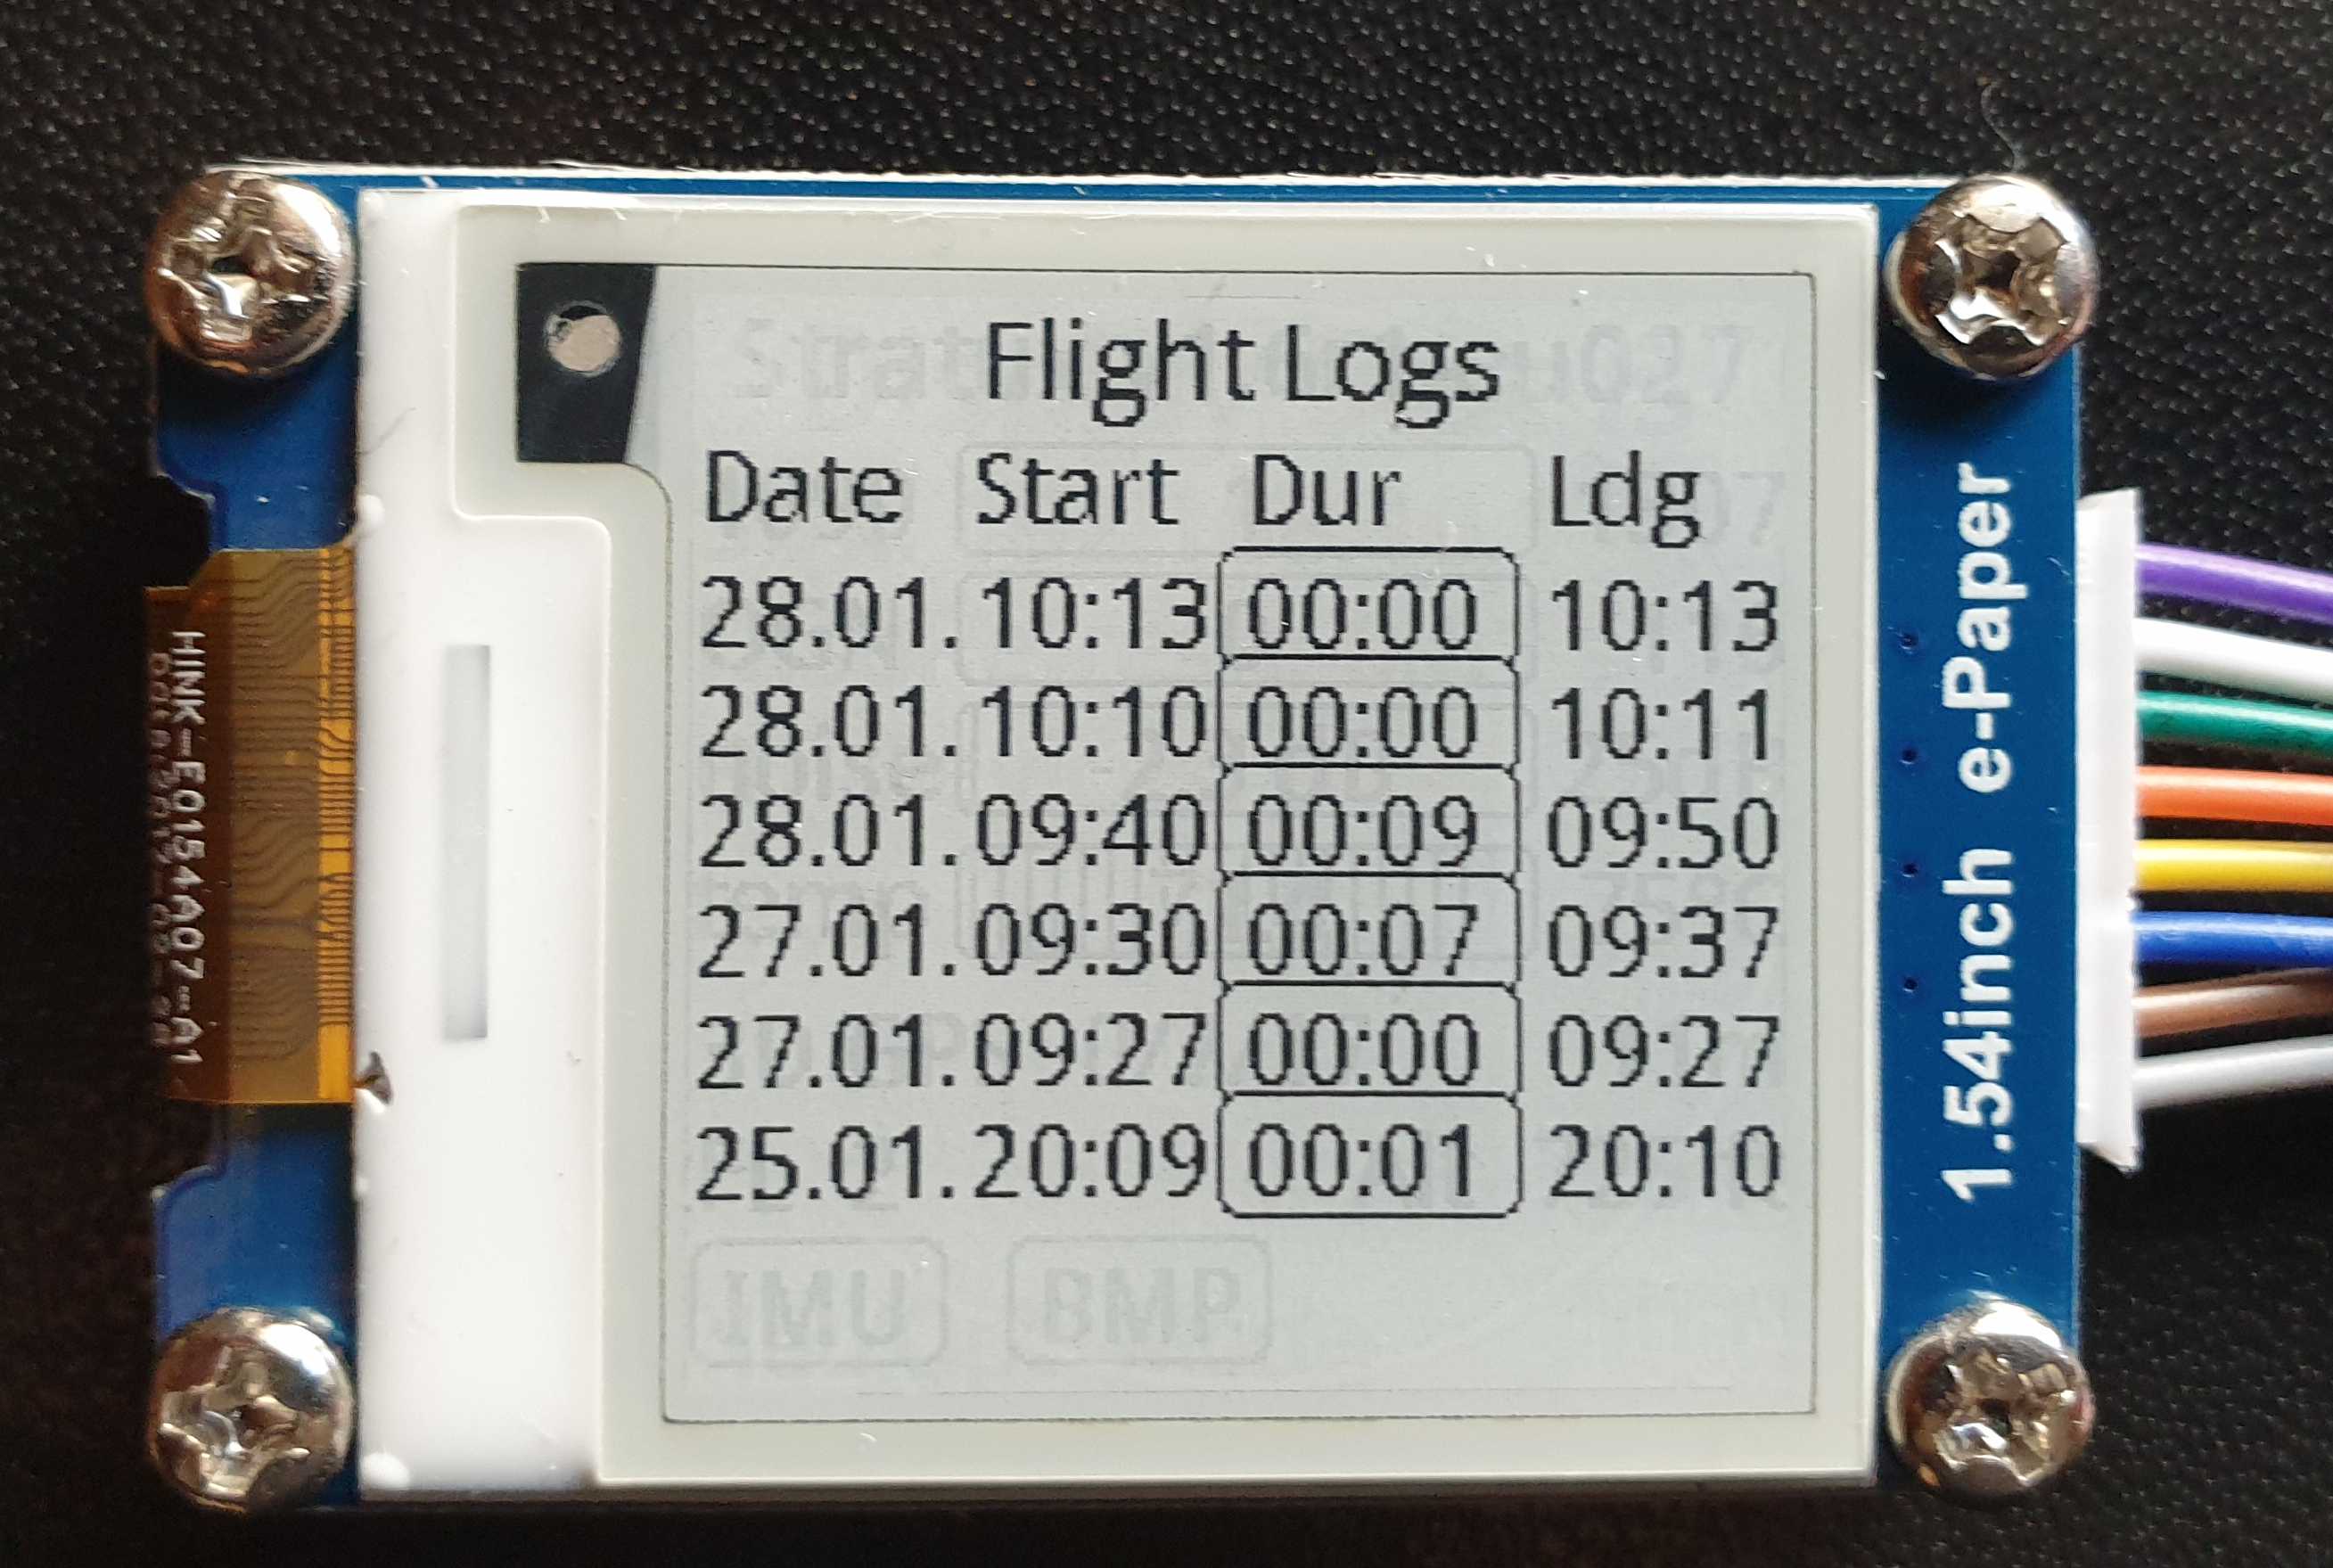 Flight Logs
Date Start Dur Ldg
28.01. 10:13 00:00 10:13
28.01. 10:10 00:00 10:11
28.01. 09:40 00:09 09:50
27.01. 09:30 00:07 09:37
27.01. 09:27 00:00 09:27
25.01. 20:09 00:01 20:10
IMU BMP
1.54inch e-Paper
HINK-E0154A07-A1